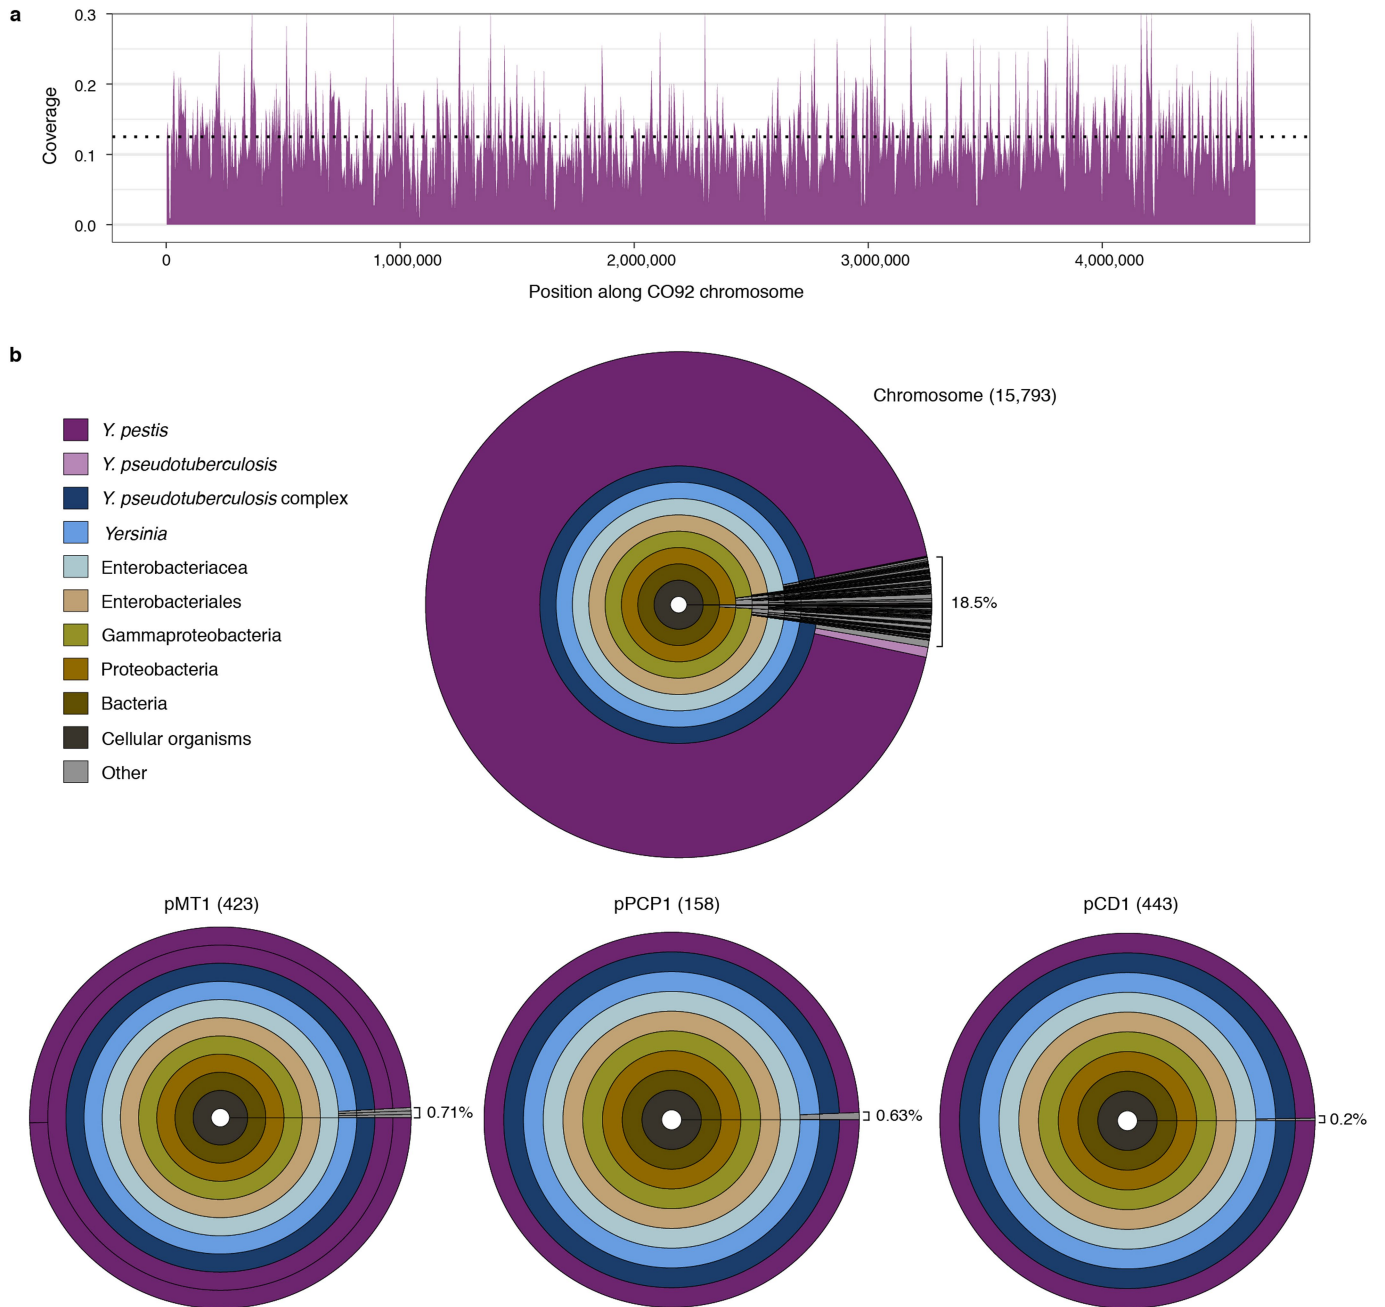 a
Coverage
0.3
0.2
0.1
0.0
0
1,000,000
2,000,000
3,000,000
4,000,000
Position along CO92 chromosome
b
Chromosome (15,793)
Y. pestis
Y. pseudotuberculosis
Y. pseudotuberculosis complex
Yersinia
Enterobacteriacea
Enterobacteriales
Gammaproteobacteria
Proteobacteria
Bacteria
Cellular organisms
Other
18.5%
pMT1 (423)
pPCP1 (158)
pCD1 (443)
0.71%
0.63%
0.2%